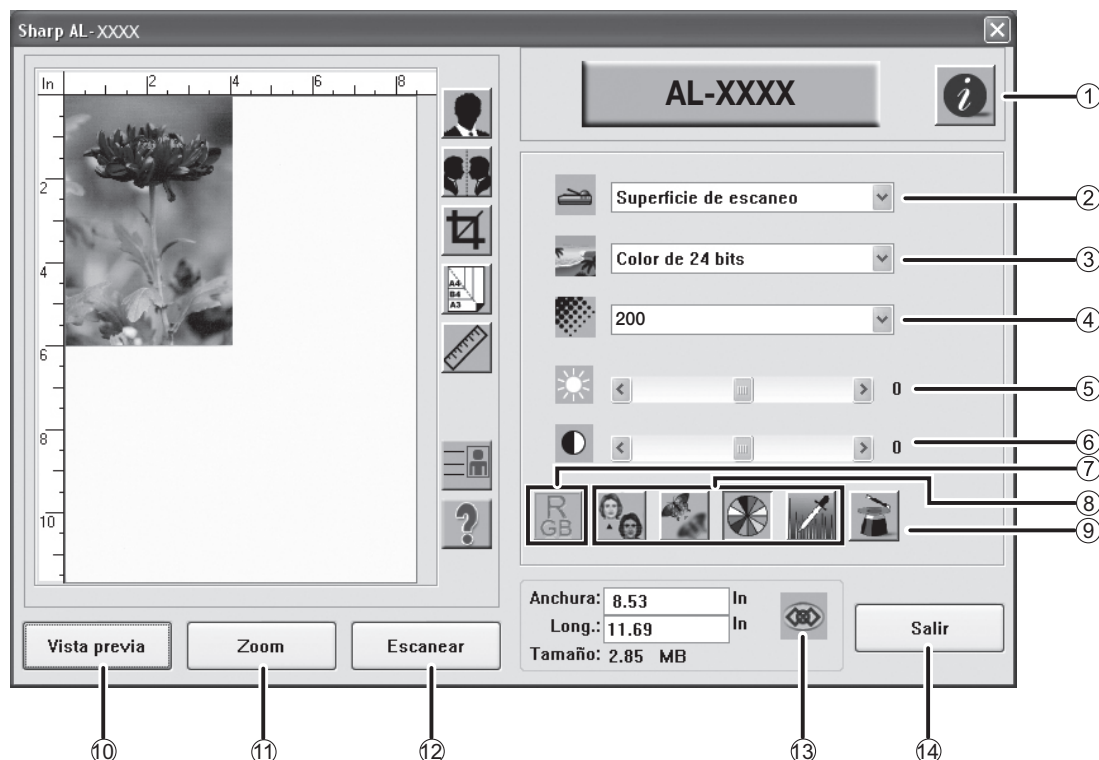 Sharp AL-XXXX
In 2 4 6 8
2
4
6
8
10
A4
B4
A3
?
AL-XXXX
i
1
Superficie de escaneo
2
Color de 24 bits
3
200
4
0
5
0
6
7
R
GB
8
9
Anchura: 8.53 In
Long.: 11.69 In
Tamaño: 2.85 MB
Salir
Vista previa
Zoom
Escanear
10
11
12
13
14